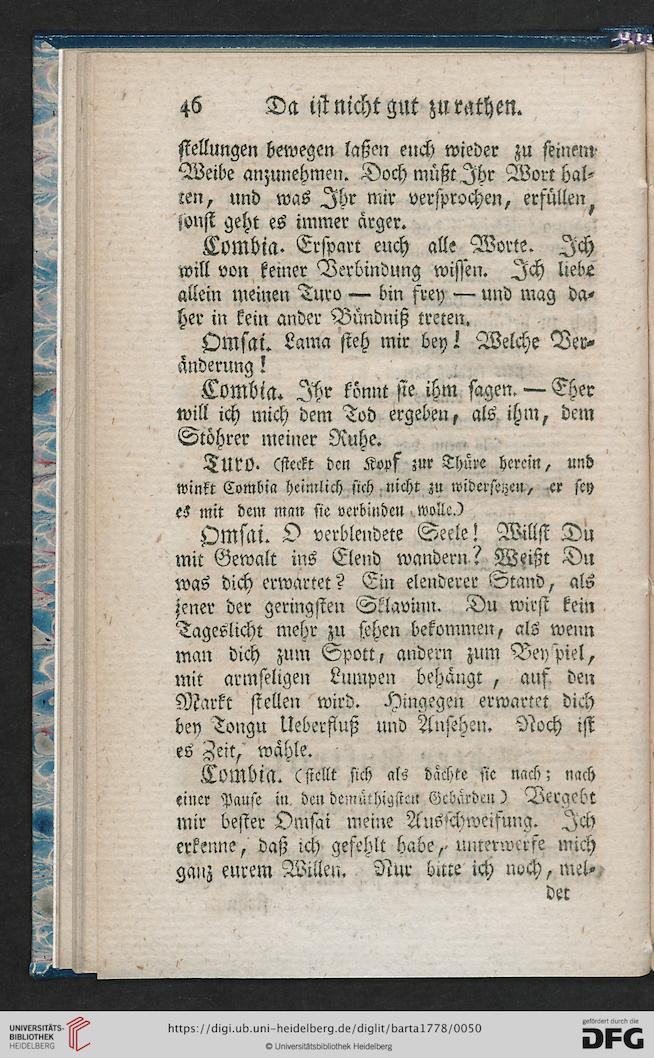 46 Da ist nicht gut zu rathen.
stellungen bewegen laßen euch wieder zu seinem
Weibe anzunehmen. Doch müßt Ihr Wort hal-
ten, und was Ihr mir versprochen, erfüllen,
sonst geht es immer ärger.
Combia. Erspart euch alle Worte. Ich
will von keiner Verbindung wissen. Ich liebe
allein meinen Turo — bin frey — und mag da-
her in kein ander Bündniß treten.
Omsai. Lama steh mir bey! Welche Ver-
änderung!
Combia. Ihr könnt sie ihm sagen. — Eher
will ich mich dem Tod ergeben, als ihm, dem
Stöhrer meiner Ruhe.
Turo. (steckt den Kopf zur Thüre herein, und
winkt Combia heimlich sich nicht zu widersetzen, er sey
es mit dem man sie verbinden wolle.)
Omsai. O verblendete Seele! Willst Du
mit Gewalt ins Elend wandern? Weißt Du
was dich erwartet? Ein elenderer Stand, als
jener der geringsten Sklavinn. Du wirst kein
Tageslicht mehr zu sehen bekommen, als wenn
man dich zum Spott, andern zum Beyspiel,
mit armseligen Lumpen behängt, auf den
Markt stellen wird. Hingegen erwartet dich
bey Tongu Ueberfluß und Ansehen. Noch ist
es Zeit, wähle.
Combia. (stellt sich als dächte sie nach; nach
einer Pause in den demüthigsten Gebärden) Vergebt
mir bester Omsai meine Ausschweifung. Ich
erkenne, daß ich gefehlt habe, unterwerfe mich
ganz eurem Willen. Nur bitte ich noch, mel-
det
UNIVERSITÄTS-
BIBLIOTHEK
HEIDELBERG
https://digi.ub.uni-heidelberg.de/diglit/barta1778/0050
© Universitätsbibliothek Heidelberg
gefördert durch die
DFG